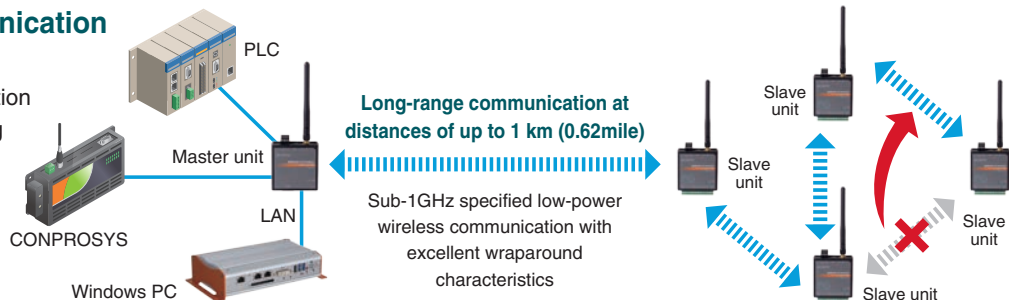 nication
PLC
tion
g
Master unit
CONPROSYS
LAN
Windows PC
Long-range communication at
distances of up to 1 km (0.62mile)
Sub-1GHz specified low-power
wireless communication with
excellent wraparound
characteristics
Slave
unit
Slave
unit
Slave
unit
Slave unit